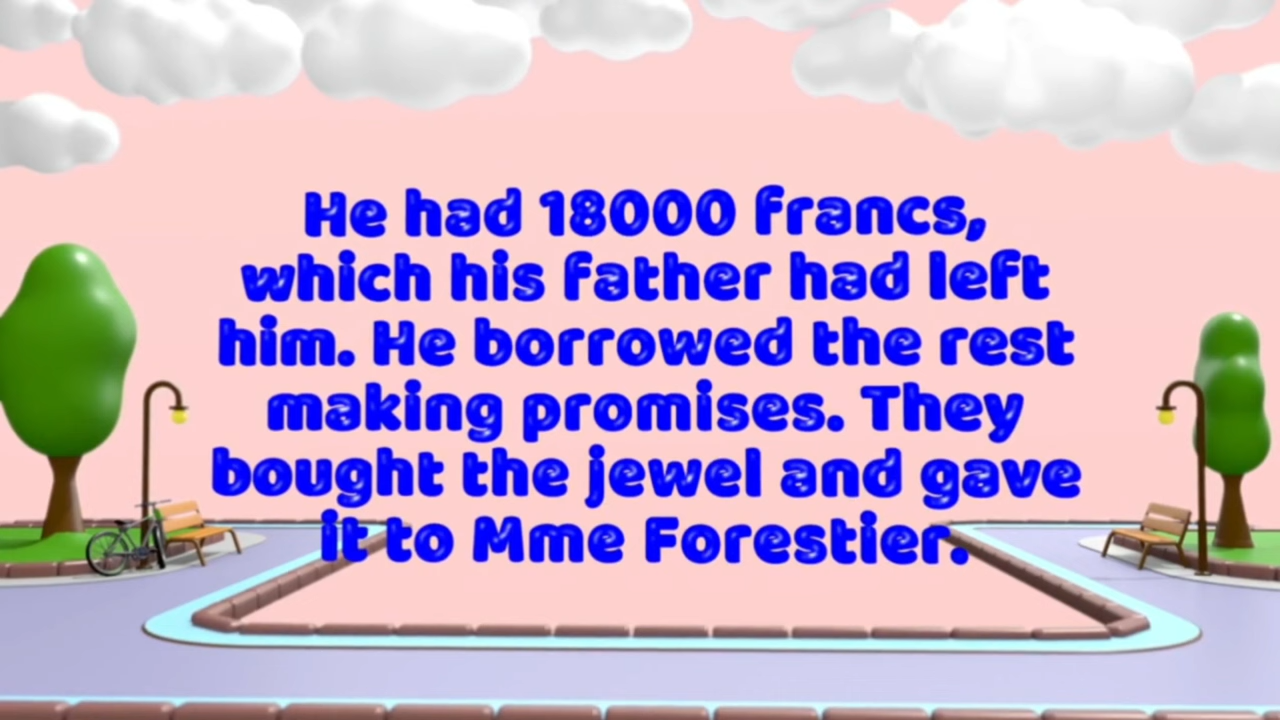 He had 18000 francs,
which his father had left
him. He borrowed the rest
making promises. They
bought the jewel and gave
it to Mme Forestier.